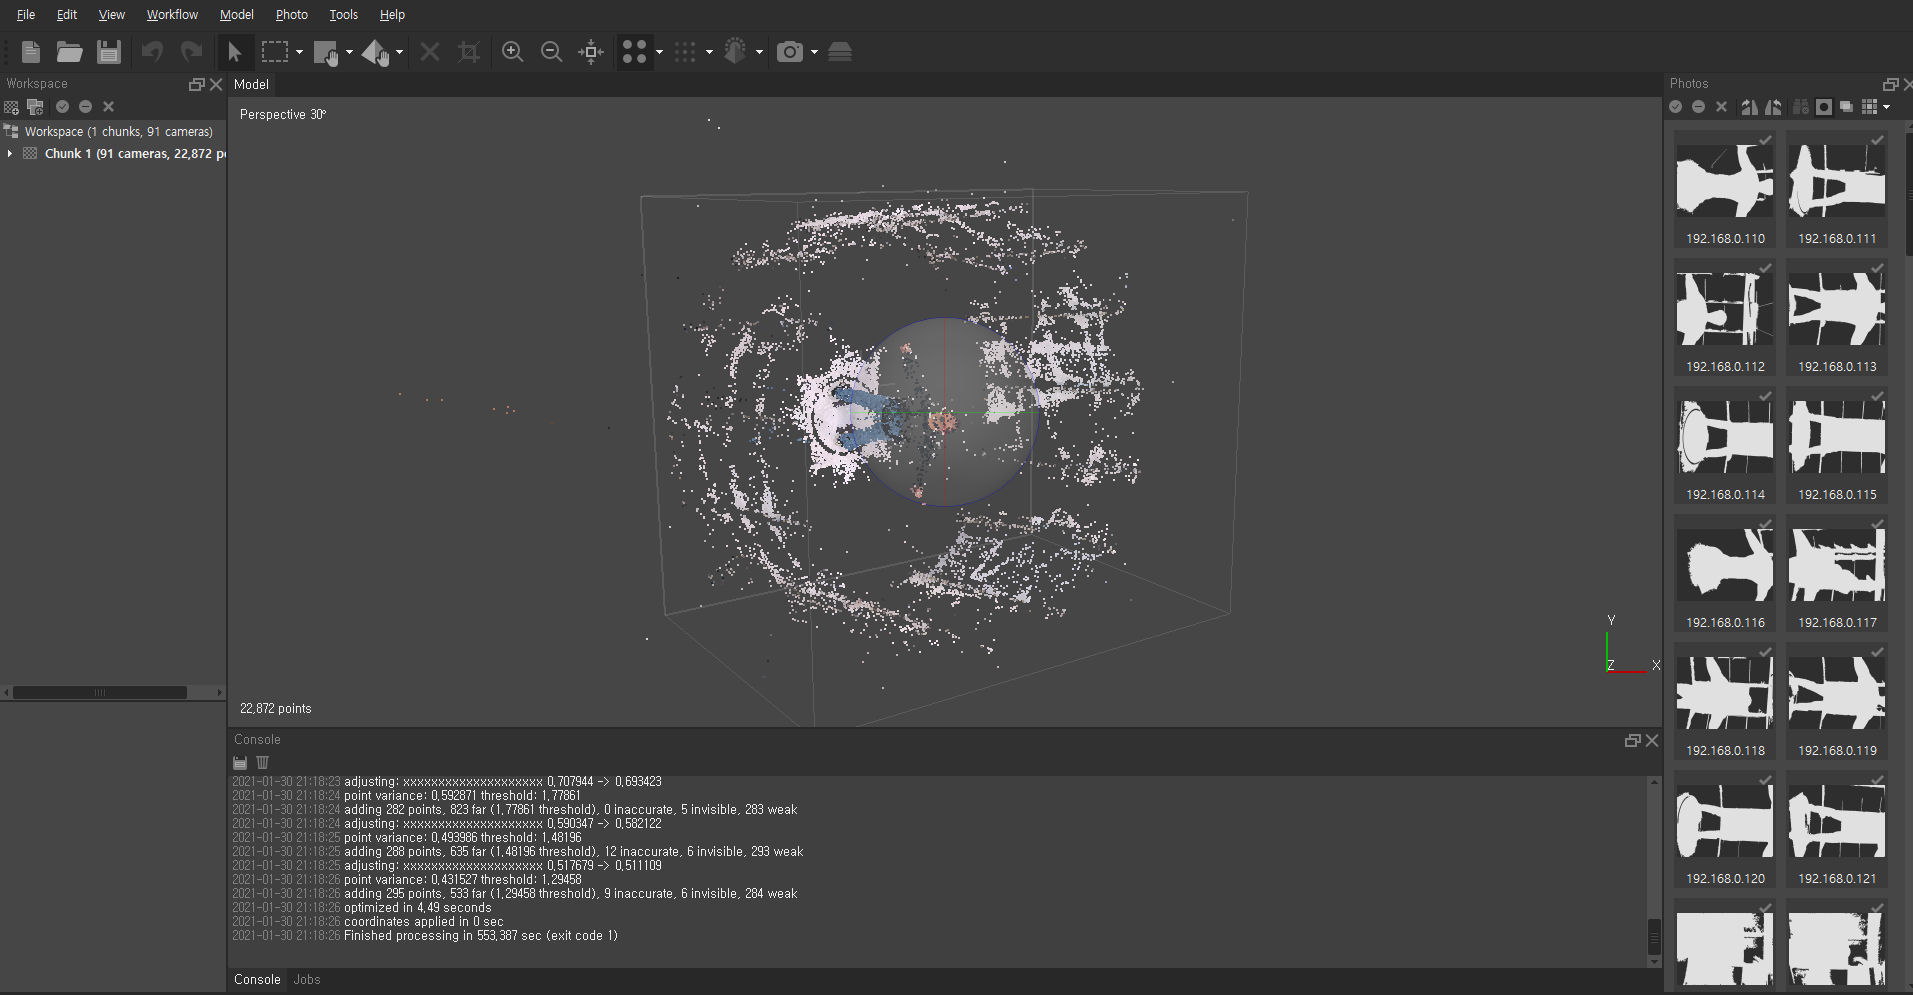 File Edit View Workflow Model Photo Tools Help
Workspace
Workspace (1 chunks, 91 cameras)
Chunk 1 (91 cameras, 22,872 p
Model
Perspective 30°
22,872 points
Y
Z
X
Console
2021-01-30 21:18:23 adjusting: xxxxxxxxxxxxxxxxxxxx 0,707944 -> 0,693423
2021-01-30 21:18:24 point variance: 0,592871 threshold: 1,77861
2021-01-30 21:18:24 adding 282 points, 823 far (1,77861 threshold), 0 inaccurate, 5 invisible, 283 weak
2021-01-30 21:18:24 adjusting: xxxxxxxxxxxxxxxxxxxx 0,590347 -> 0,582122
2021-01-30 21:18:25 point variance: 0,493986 threshold: 1,48196
2021-01-30 21:18:25 adding 288 points, 635 far (1,48196 threshold), 12 inaccurate, 6 invisible, 293 weak
2021-01-30 21:18:25 adjusting: xxxxxxxxxxxxxxxxxxxx 0,517679 -> 0,511109
2021-01-30 21:18:26 point variance: 0,431527 threshold: 1,29458
2021-01-30 21:18:26 adding 295 points, 533 far (1,29458 threshold), 9 inaccurate, 6 invisible, 284 weak
2021-01-30 21:18:26 optimized in 4,49 seconds
2021-01-30 21:18:26 coordinates applied in 0 sec
2021-01-30 21:18:26 Finished processing in 553,387 sec (exit code 1)
Console Jobs
Photos
192.168.0.110 192.168.0.111
192.168.0.112 192.168.0.113
192.168.0.114 192.168.0.115
192.168.0.116 192.168.0.117
192.168.0.118 192.168.0.119
192.168.0.120 192.168.0.121